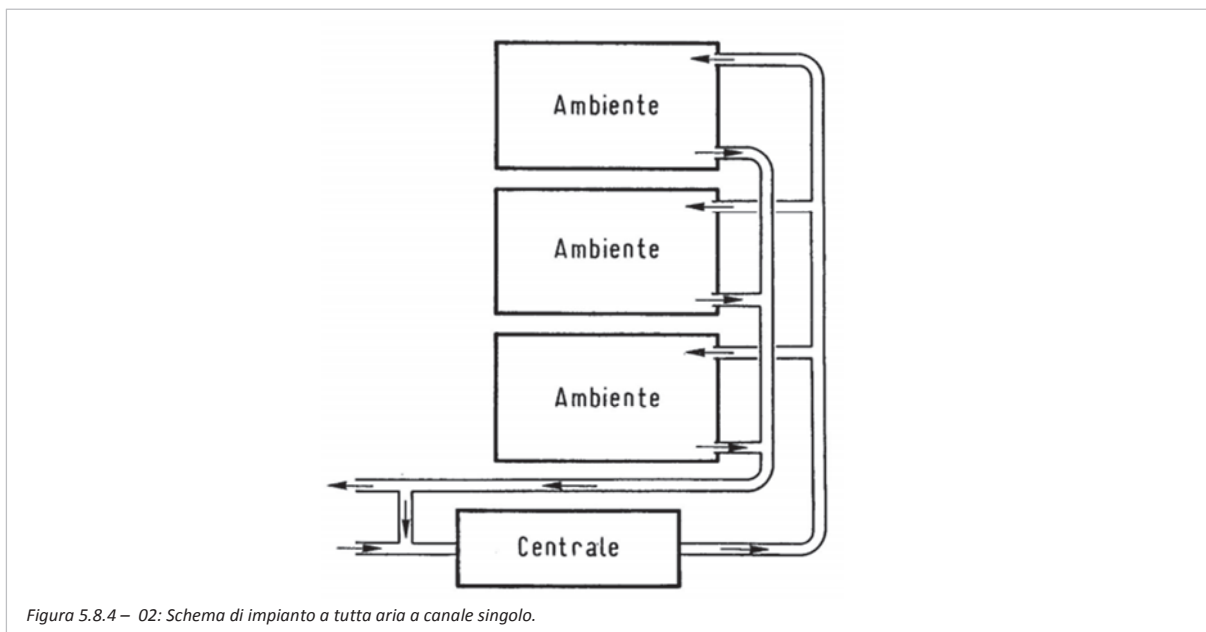 Ambiente
Ambiente
Ambiente
Centrale
Figura 5.8.4 – 02: Schema di impianto a tutta aria a canale singolo.